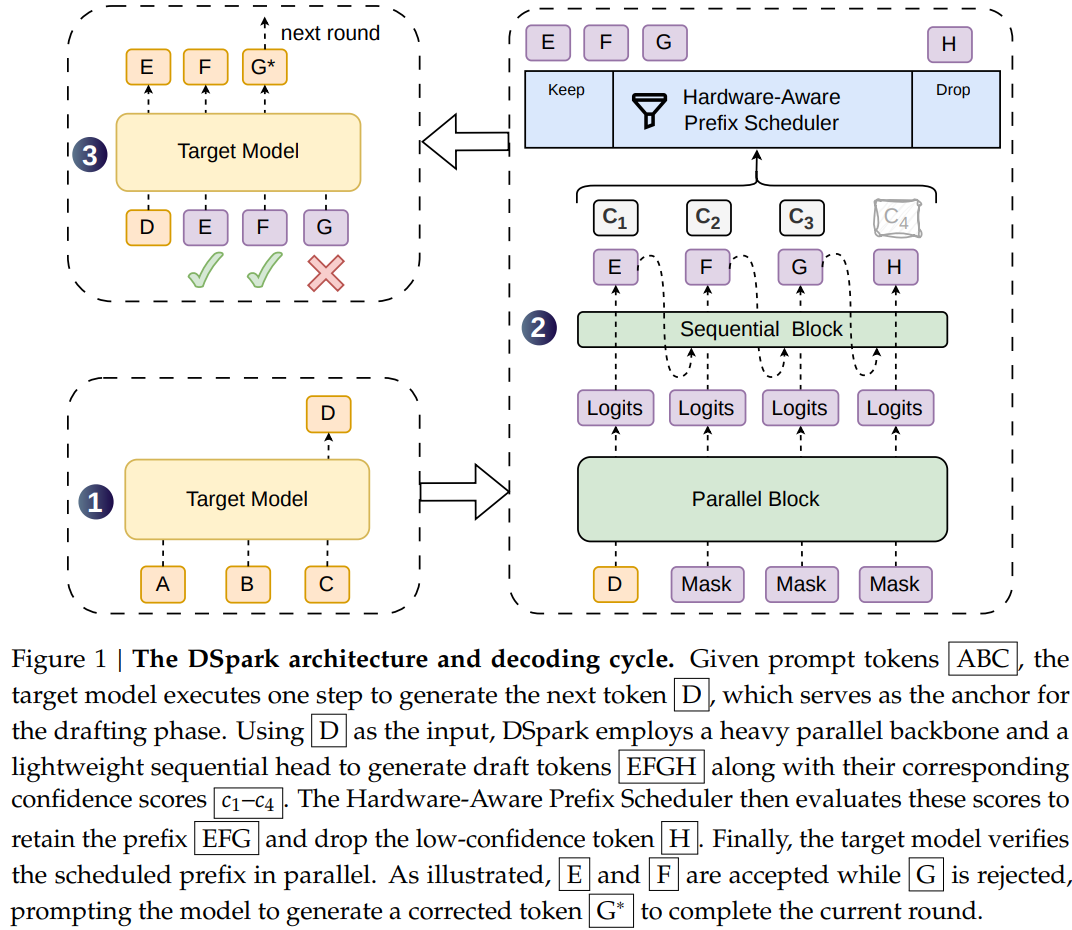 next round
E F G*
Target Model
3
D E F G
E F G H
Keep
Hardware-Aware
Prefix Scheduler
Drop
C1 C2 C3 C4
E F G H
2
Sequential Block
Logits Logits Logits Logits
Parallel Block
D Mask Mask Mask
D
1
Target Model
A B C
Figure 1 | The DSpark architecture and decoding cycle. Given prompt tokens ABC, the
target model executes one step to generate the next token D, which serves as the anchor for
the drafting phase. Using D as the input, DSpark employs a heavy parallel backbone and a
lightweight sequential head to generate draft tokens EFGH along with their corresponding
confidence scores c1–c4. The Hardware-Aware Prefix Scheduler then evaluates these scores to
retain the prefix EFG and drop the low-confidence token H. Finally, the target model verifies
the scheduled prefix in parallel. As illustrated, E and F are accepted while G is rejected,
prompting the model to generate a corrected token G* to complete the current round.